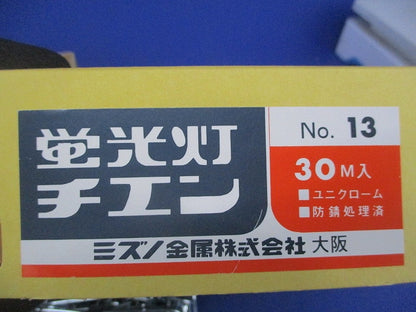 蛍光灯
チエン
No. 13
30M入
■ユニクローム
■防錆処理済
ミズノ金属株式会社 大阪